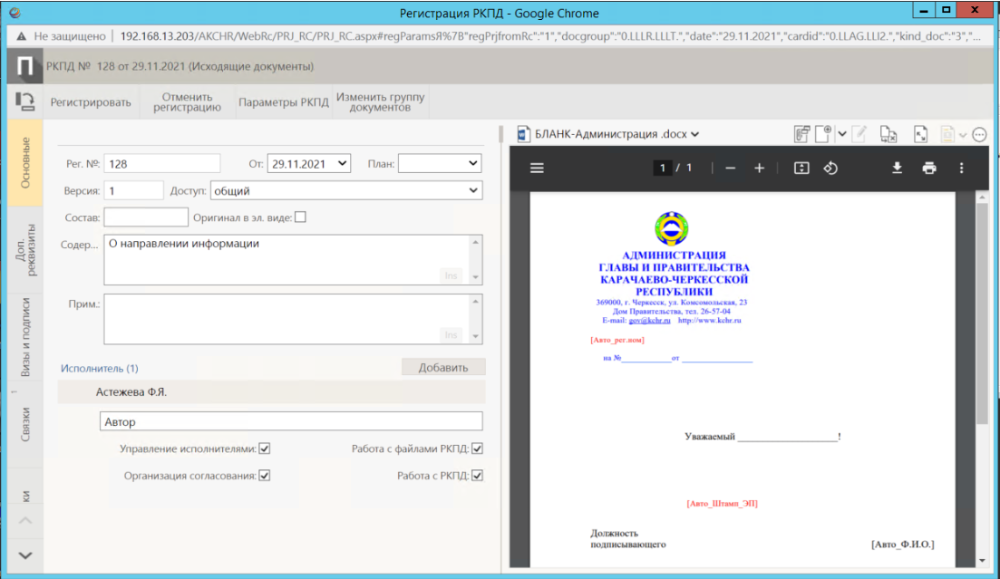 Регистрация РКПД - Google Chrome
Не защищено | 192.168.13.203/AKCHR/WebRc/PRJ_RC/PRJ_RC.aspx#regParamsЯ%7B"regPrjfromRc":"1","docgroup":"0.LLLR.LLLT.","date":"29.11.2021","cardid":"0.LLAG.LLI2.","kind_doc":"3","...
П РКПД № 128 от 29.11.2021 (Исходящие документы)
Регистрировать
Отменить регистрацию
Параметры РКПД
Изменить группу документов
Основные
Доп. реквизиты
Визы и подписи
Связки
ки
Рег. №: 128 От: 29.11.2021 План:
Версия: 1 Доступ: общий
Состав: Оригинал в эл. виде:
Содер... О направлении информации
Ins
Прим.:
Ins
Исполнитель (1) Добавить
Астежева Ф.Я.
Автор
Управление исполнителями: Работа с файлами РКПД:
Организация согласования: Работа с РКПД:
БЛАНК-Администрация .docx
1 / 1
АДМИНИСТРАЦИЯ
ГЛАВЫ И ПРАВИТЕЛЬСТВА
КАРАЧАЕВО-ЧЕРКЕССКОЙ
РЕСПУБЛИКИ
369000, г. Черкесск, ул. Комсомольская, 23
Дом Правительства, тел. 26-57-04
E-mail: gov@kchr.ru http://www.kchr.ru
[Авто_рег.ном]
на №____________от ________________
Уважаемый __________________!
[Авто_Штамп_ЭП]
Должность
подписывающего [Авто_Ф.И.О.]